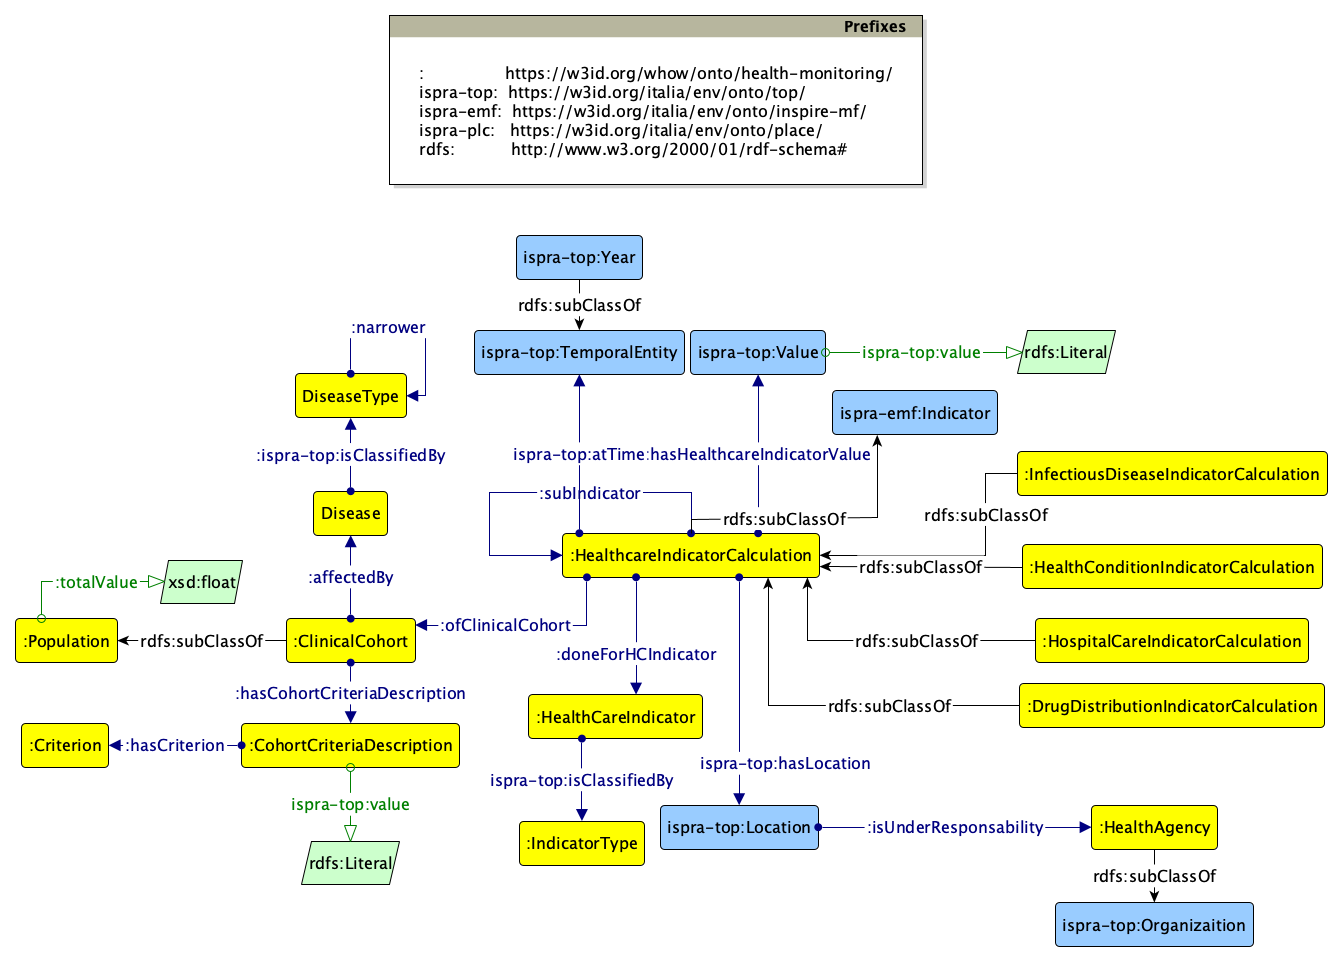 Prefixes
: https://w3id.org/whow/onto/health-monitoring/
ispra-top: https://w3id.org/italia/env/onto/top/
ispra-emf: https://w3id.org/italia/env/onto/inspire-mf/
ispra-plc: https://w3id.org/italia/env/onto/place/
rdfs: http://www.w3.org/2000/01/rdf-schema#
ispra-top:Year
rdfs:subClassOf
:narrower
ispra-top:TemporalEntity
ispra-top:Value
ispra-top:value
rdfs:Literal
DiseaseType
ispra-emf:Indicator
:ispra-top:isClassifiedBy
ispra-top:atTime
:hasHealthcareIndicatorValue
:InfectiousDiseaseIndicatorCalculation
:subIndicator
Disease
rdfs:subClassOf
rdfs:subClassOf
:HealthcareIndicatorCalculation
rdfs:subClassOf
:HealthConditionIndicatorCalculation
:affectedBy
:totalValue
xsd:float
:ofClinicalCohort
:Population
rdfs:subClassOf
:ClinicalCohort
rdfs:subClassOf
:HospitalCareIndicatorCalculation
:doneForHCIndicator
:hasCohortCriteriaDescription
rdfs:subClassOf
:DrugDistributionIndicatorCalculation
:HealthCareIndicator
:Criterion
:hasCriterion
:CohortCriteriaDescription
ispra-top:hasLocation
ispra-top:isClassifiedBy
ispra-top:value
ispra-top:Location
:isUnderResponsability
:HealthAgency
:IndicatorType
rdfs:Literal
rdfs:subClassOf
ispra-top:Organizaition